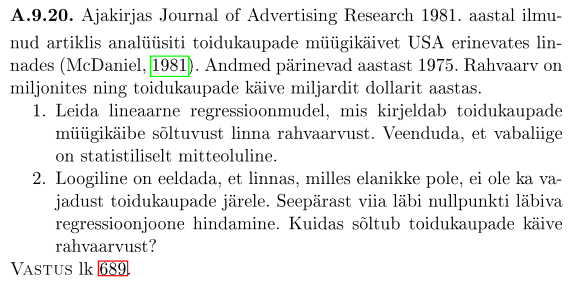 A.9.20. Ajakirjas Journal of Advertising Research 1981. aastal ilmu-
nud artiklis analüüsiti toidukaupade müügikäivet USA erinevates lin-
nades (McDaniel, 1981). Andmed pärinevad aastast 1975. Rahvaarv on
miljonites ning toidukaupade käive miljardit dollarit aastas.
1. Leida lineaarne regressioonmudel, mis kirjeldab toidukaupade
müügikäibe sõltuvust linna rahvaarvust. Veenduda, et vabaliige
on statistiliselt mitteoluline.
2. Loogiline on eeldada, et linnas, milles elanikke pole, ei ole ka va-
jadust toidukaupade järele. Seepärast viia läbi nullpunkti läbiva
regressioonjoone hindamine. Kuidas sõltub toidukaupade käive
rahvaarvust?
VASTUS lk 689.